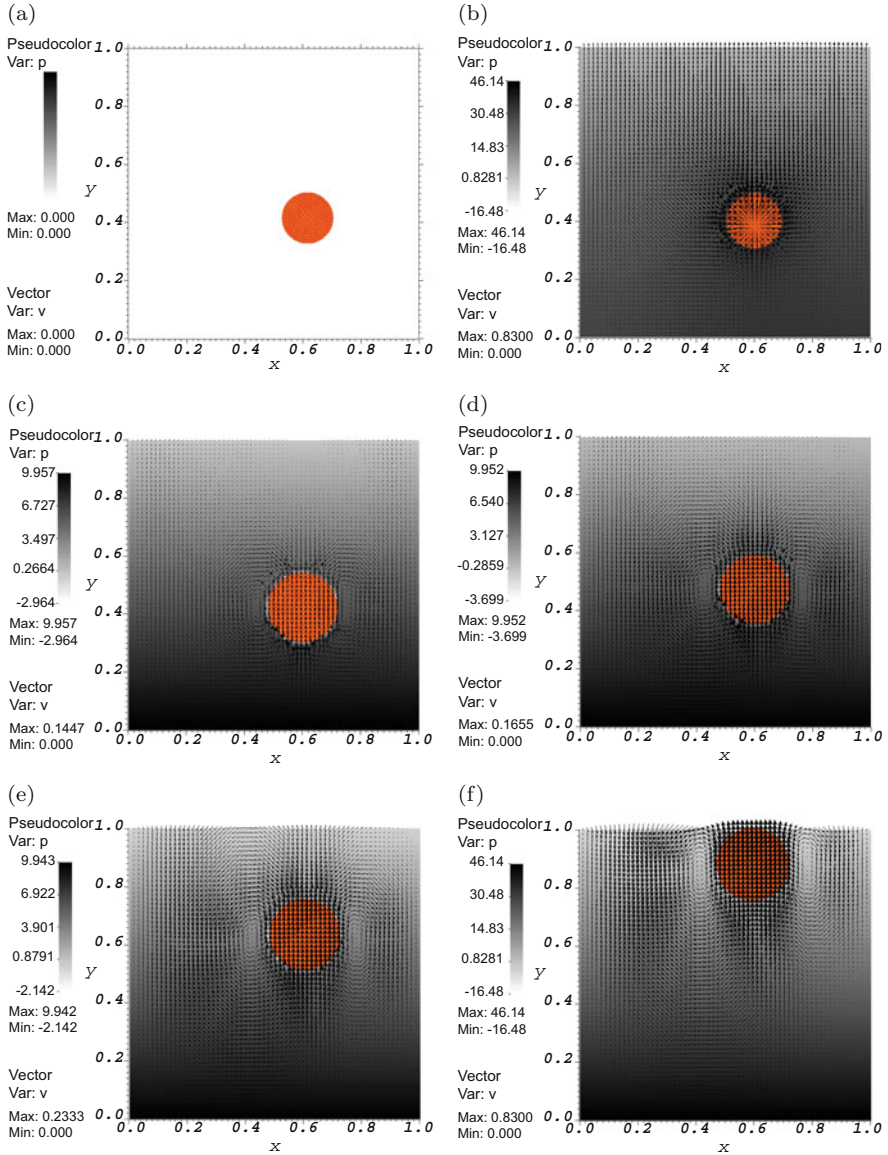 (a)
Pseudocolor
Var: p
Max: 0.000
Min: 0.000
Vector
Var: v
Max: 0.000
Min: 0.000
1.0
0.8
0.6
y
0.4
0.2
0.0
0.0 0.2 0.4 0.6 0.8 1.0
x
(b)
Pseudocolor
Var: p
46.14
30.48
14.83
0.8281
-16.48
Max: 46.14
Min: -16.48
Vector
Var: v
Max: 0.8300
Min: 0.000
1.0
0.8
0.6
y
0.4
0.2
0.0
0.0 0.2 0.4 0.6 0.8 1.0
x
(c)
Pseudocolor
Var: p
9.957
6.727
3.497
0.2664
-2.964
Max: 9.957
Min: -2.964
Vector
Var: v
Max: 0.1447
Min: 0.000
1.0
0.8
0.6
y
0.4
0.2
0.0
0.0 0.2 0.4 0.6 0.8 1.0
x
(d)
Pseudocolor
Var: p
9.952
6.540
3.127
-0.2859
-3.699
Max: 9.952
Min: -3.699
Vector
Var: v
Max: 0.1655
Min: 0.000
1.0
0.8
0.6
y
0.4
0.2
0.0
0.0 0.2 0.4 0.6 0.8 1.0
x
(e)
Pseudocolor
Var: p
9.943
6.922
3.901
0.8791
-2.142
Max: 9.942
Min: -2.142
Vector
Var: v
Max: 0.2333
Min: 0.000
1.0
0.8
0.6
y
0.4
0.2
0.0
0.0 0.2 0.4 0.6 0.8 1.0
x
(f)
Pseudocolor
Var: p
46.14
30.48
14.83
0.8281
-16.48
Max: 46.14
Min: -16.48
Vector
Var: v
Max: 0.8300
Min: 0.000
1.0
0.8
0.6
y
0.4
0.2
0.0
0.0 0.2 0.4 0.6 0.8 1.0
x